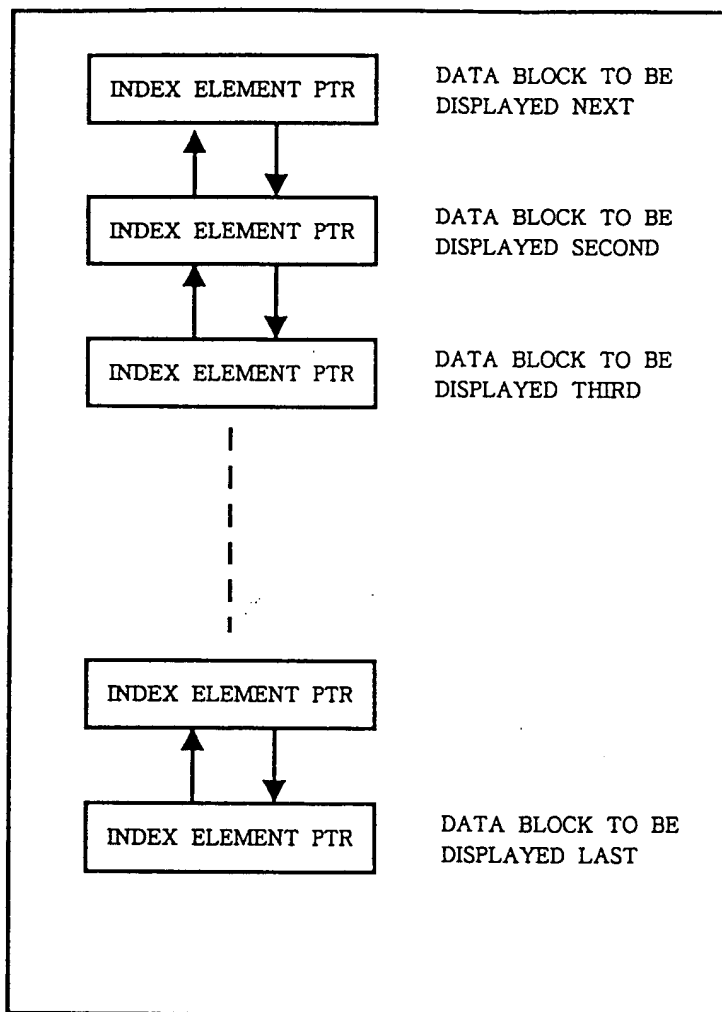 INDEX ELEMENT PTR
DATA BLOCK TO BE
DISPLAYED NEXT
INDEX ELEMENT PTR
DATA BLOCK TO BE
DISPLAYED SECOND
INDEX ELEMENT PTR
DATA BLOCK TO BE
DISPLAYED THIRD
INDEX ELEMENT PTR
INDEX ELEMENT PTR
DATA BLOCK TO BE
DISPLAYED LAST